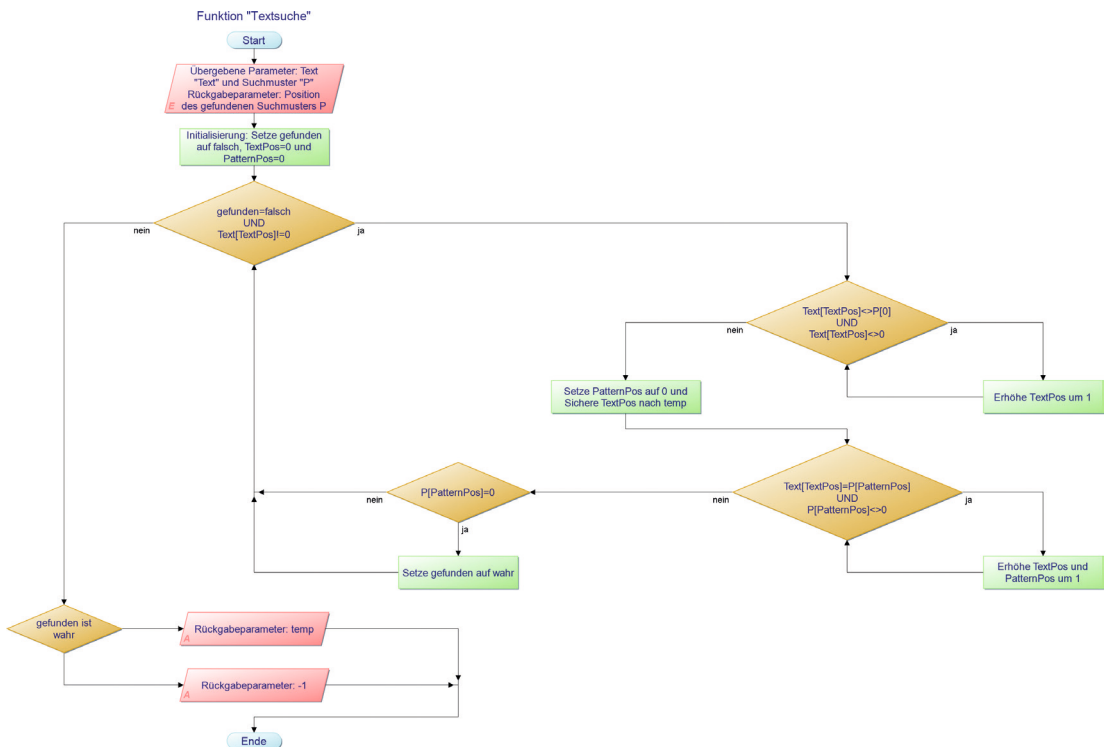 Funktion "Textsuche"
Start
Übergebene Parameter: Text
"Text" und Suchmuster "P"
Rückgabeparameter: Position
des gefundenen Suchmusters P
E
Initialisierung: Setze gefunden
auf falsch, TextPos=0 und
PatternPos=0
gefunden=falsch
UND
Text[TextPos]!=0
nein
ja
Text[TextPos]<>P[0]
UND
Text[TextPos]<>0
nein
ja
Setze PatternPos auf 0 und
Sichere TextPos nach temp
Erhöhe TextPos um 1
Text[TextPos]=P[PatternPos]
UND
P[PatternPos]<>0
nein
ja
P[PatternPos]=0
nein
ja
Setze gefunden auf wahr
Erhöhe TextPos und
PatternPos um 1
gefunden ist
wahr
Rückgabeparameter: temp
A
Rückgabeparameter: -1
A
Ende